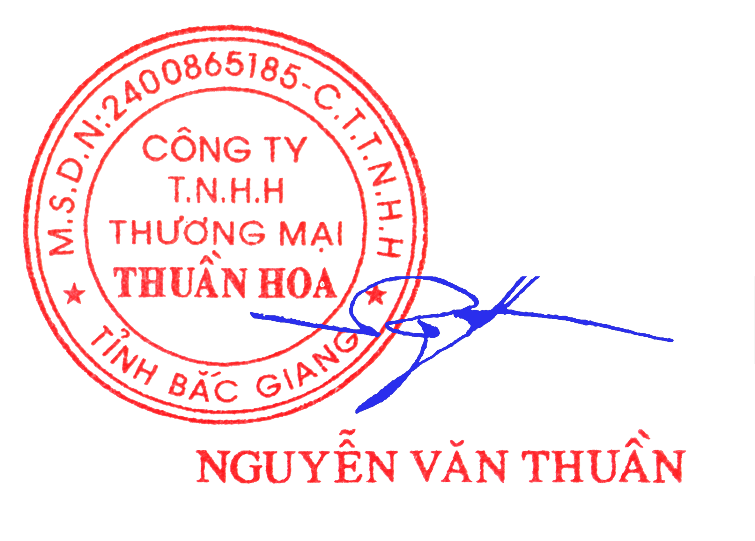 M.S.D.N:2400865185-C.T.T.N.H.H
CÔNG TY
T.N.H.H
THƯƠNG MẠI
THUẦN HOA
TỈNH BẮC GIANG
NGUYỄN VĂN THUẦN